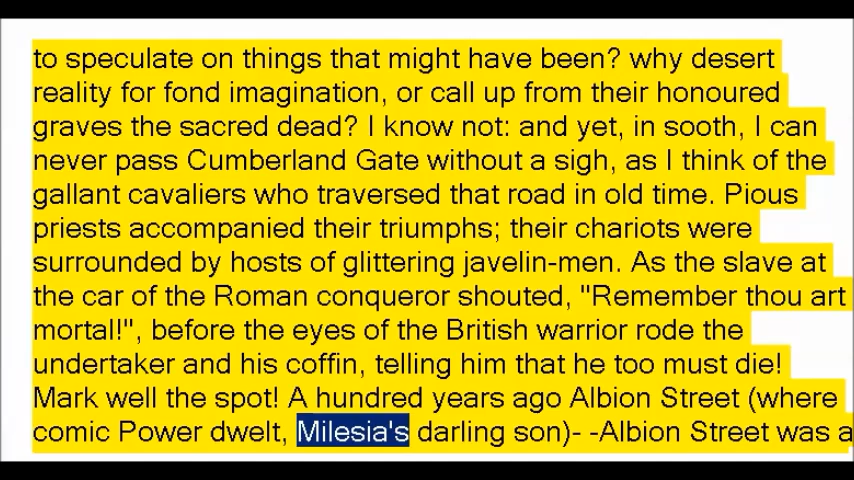 to speculate on things that might have been? why desert
reality for fond imagination, or call up from their honoured
graves the sacred dead? I know not: and yet, in sooth, I can
never pass Cumberland Gate without a sigh, as I think of the
gallant cavaliers who traversed that road in old time. Pious
priests accompanied their triumphs; their chariots were
surrounded by hosts of glittering javelin-men. As the slave at
the car of the Roman conqueror shouted, "Remember thou art
mortal!", before the eyes of the British warrior rode the
undertaker and his coffin, telling him that he too must die!
Mark well the spot! A hundred years ago Albion Street (where
comic Power dwelt, Milesia's darling son)- -Albion Street was a